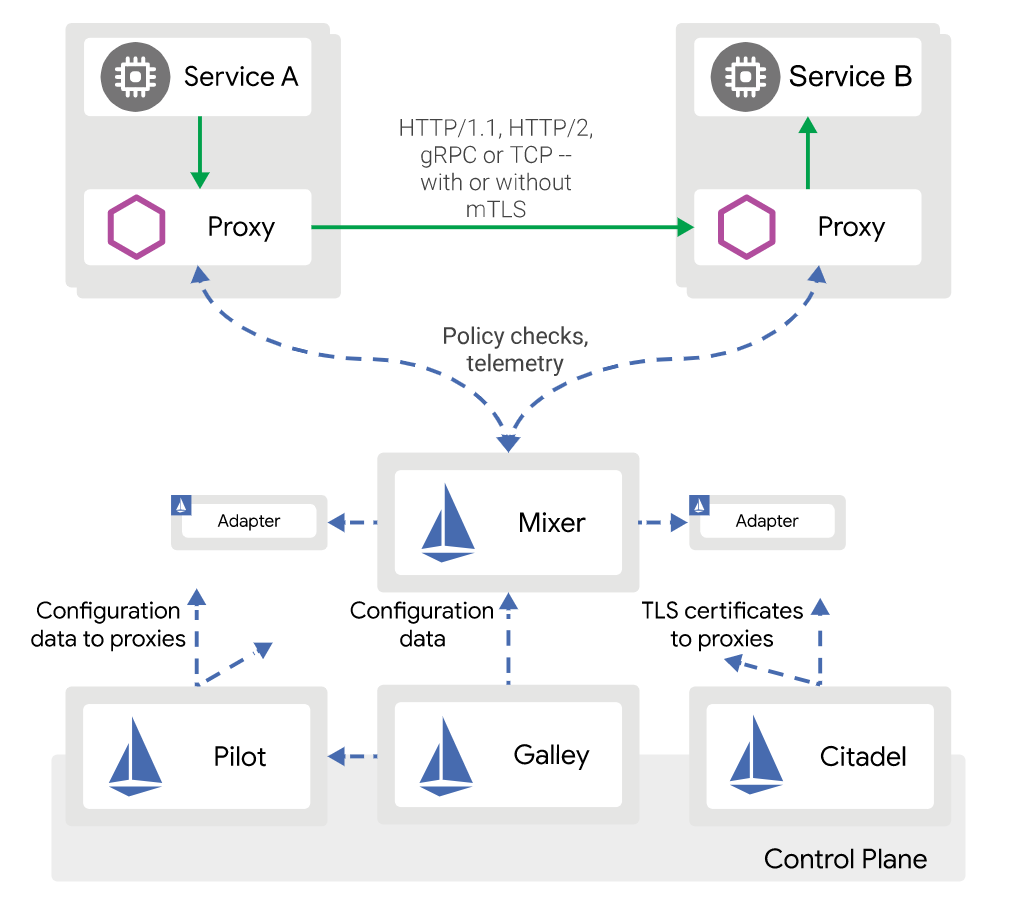 Service A
Service B
HTTP/1.1, HTTP/2,
gRPC or TCP --
with or without
mTLS
Proxy
Proxy
Policy checks,
telemetry
Adapter
Mixer
Adapter
Configuration
data to proxies
Configuration
data
TLS certificates
to proxies
Pilot
Galley
Citadel
Control Plane